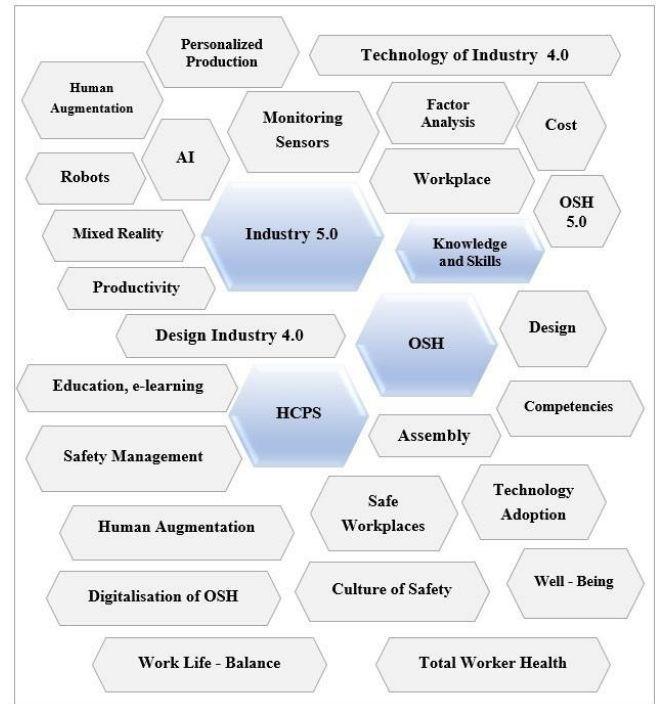 Personalized
Production
Technology of Industry 4.0
Human
Augmentation
Monitoring
Sensors
Factor
Analysis
Cost
AI
Robots
Workplace
OSH
5.0
Mixed Reality
Industry 5.0
Knowledge
and Skills
Productivity
Design Industry 4.0
OSH
Design
Education, e-learning
HCPS
Competencies
Assembly
Safety Management
Safe
Workplaces
Technology
Adoption
Human Augmentation
Digitalisation of OSH
Culture of Safety
Well - Being
Work Life - Balance
Total Worker Health